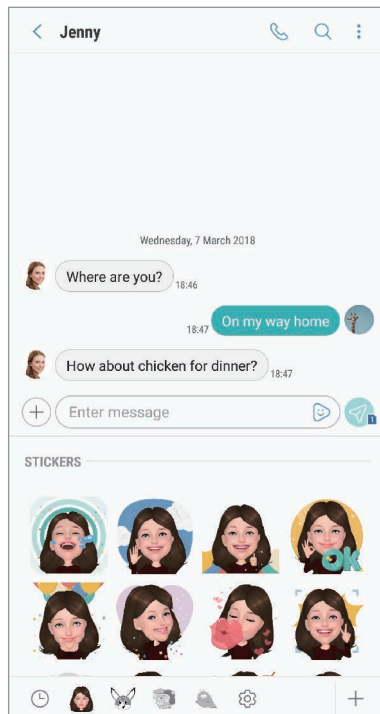 Jenny
Wednesday, 7 March 2018
Where are you?
18:46
18:47
On my way home
How about chicken for dinner?
18:47
Enter message
1
STICKERS
OK